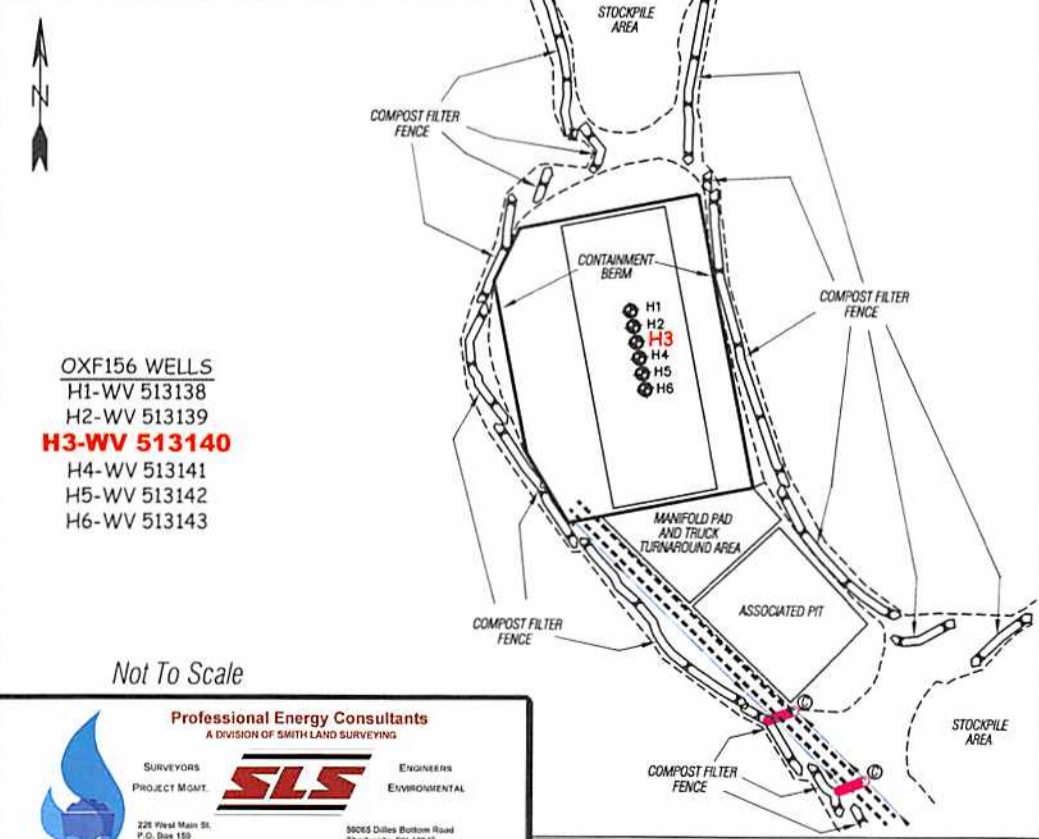 STOCKPILE
AREA
N
COMPOST FILTER
FENCE
CONTAINMENT
BERM
COMPOST FILTER
FENCE
H1
H2
H3
H4
H5
H6
OXF156 WELLS
H1-WV 513138
H2-WV 513139
H3-WV 513140
H4-WV 513141
H5-WV 513142
H6-WV 513143
MANIFOLD PAD
AND TRUCK
TURNAROUND AREA
ASSOCIATED PIT
COMPOST FILTER
FENCE
Not To Scale
C
STOCKPILE
AREA
C
COMPOST FILTER
FENCE
Professional Energy Consultants
A DIVISION OF SMITH LAND SURVEYING
SURVEYORS
PROJECT MGMT.
SLS
ENGINEERS
ENVIRONMENTAL
226 West Main St.
P.O. Box 150
56065 Dilles Bottom Road